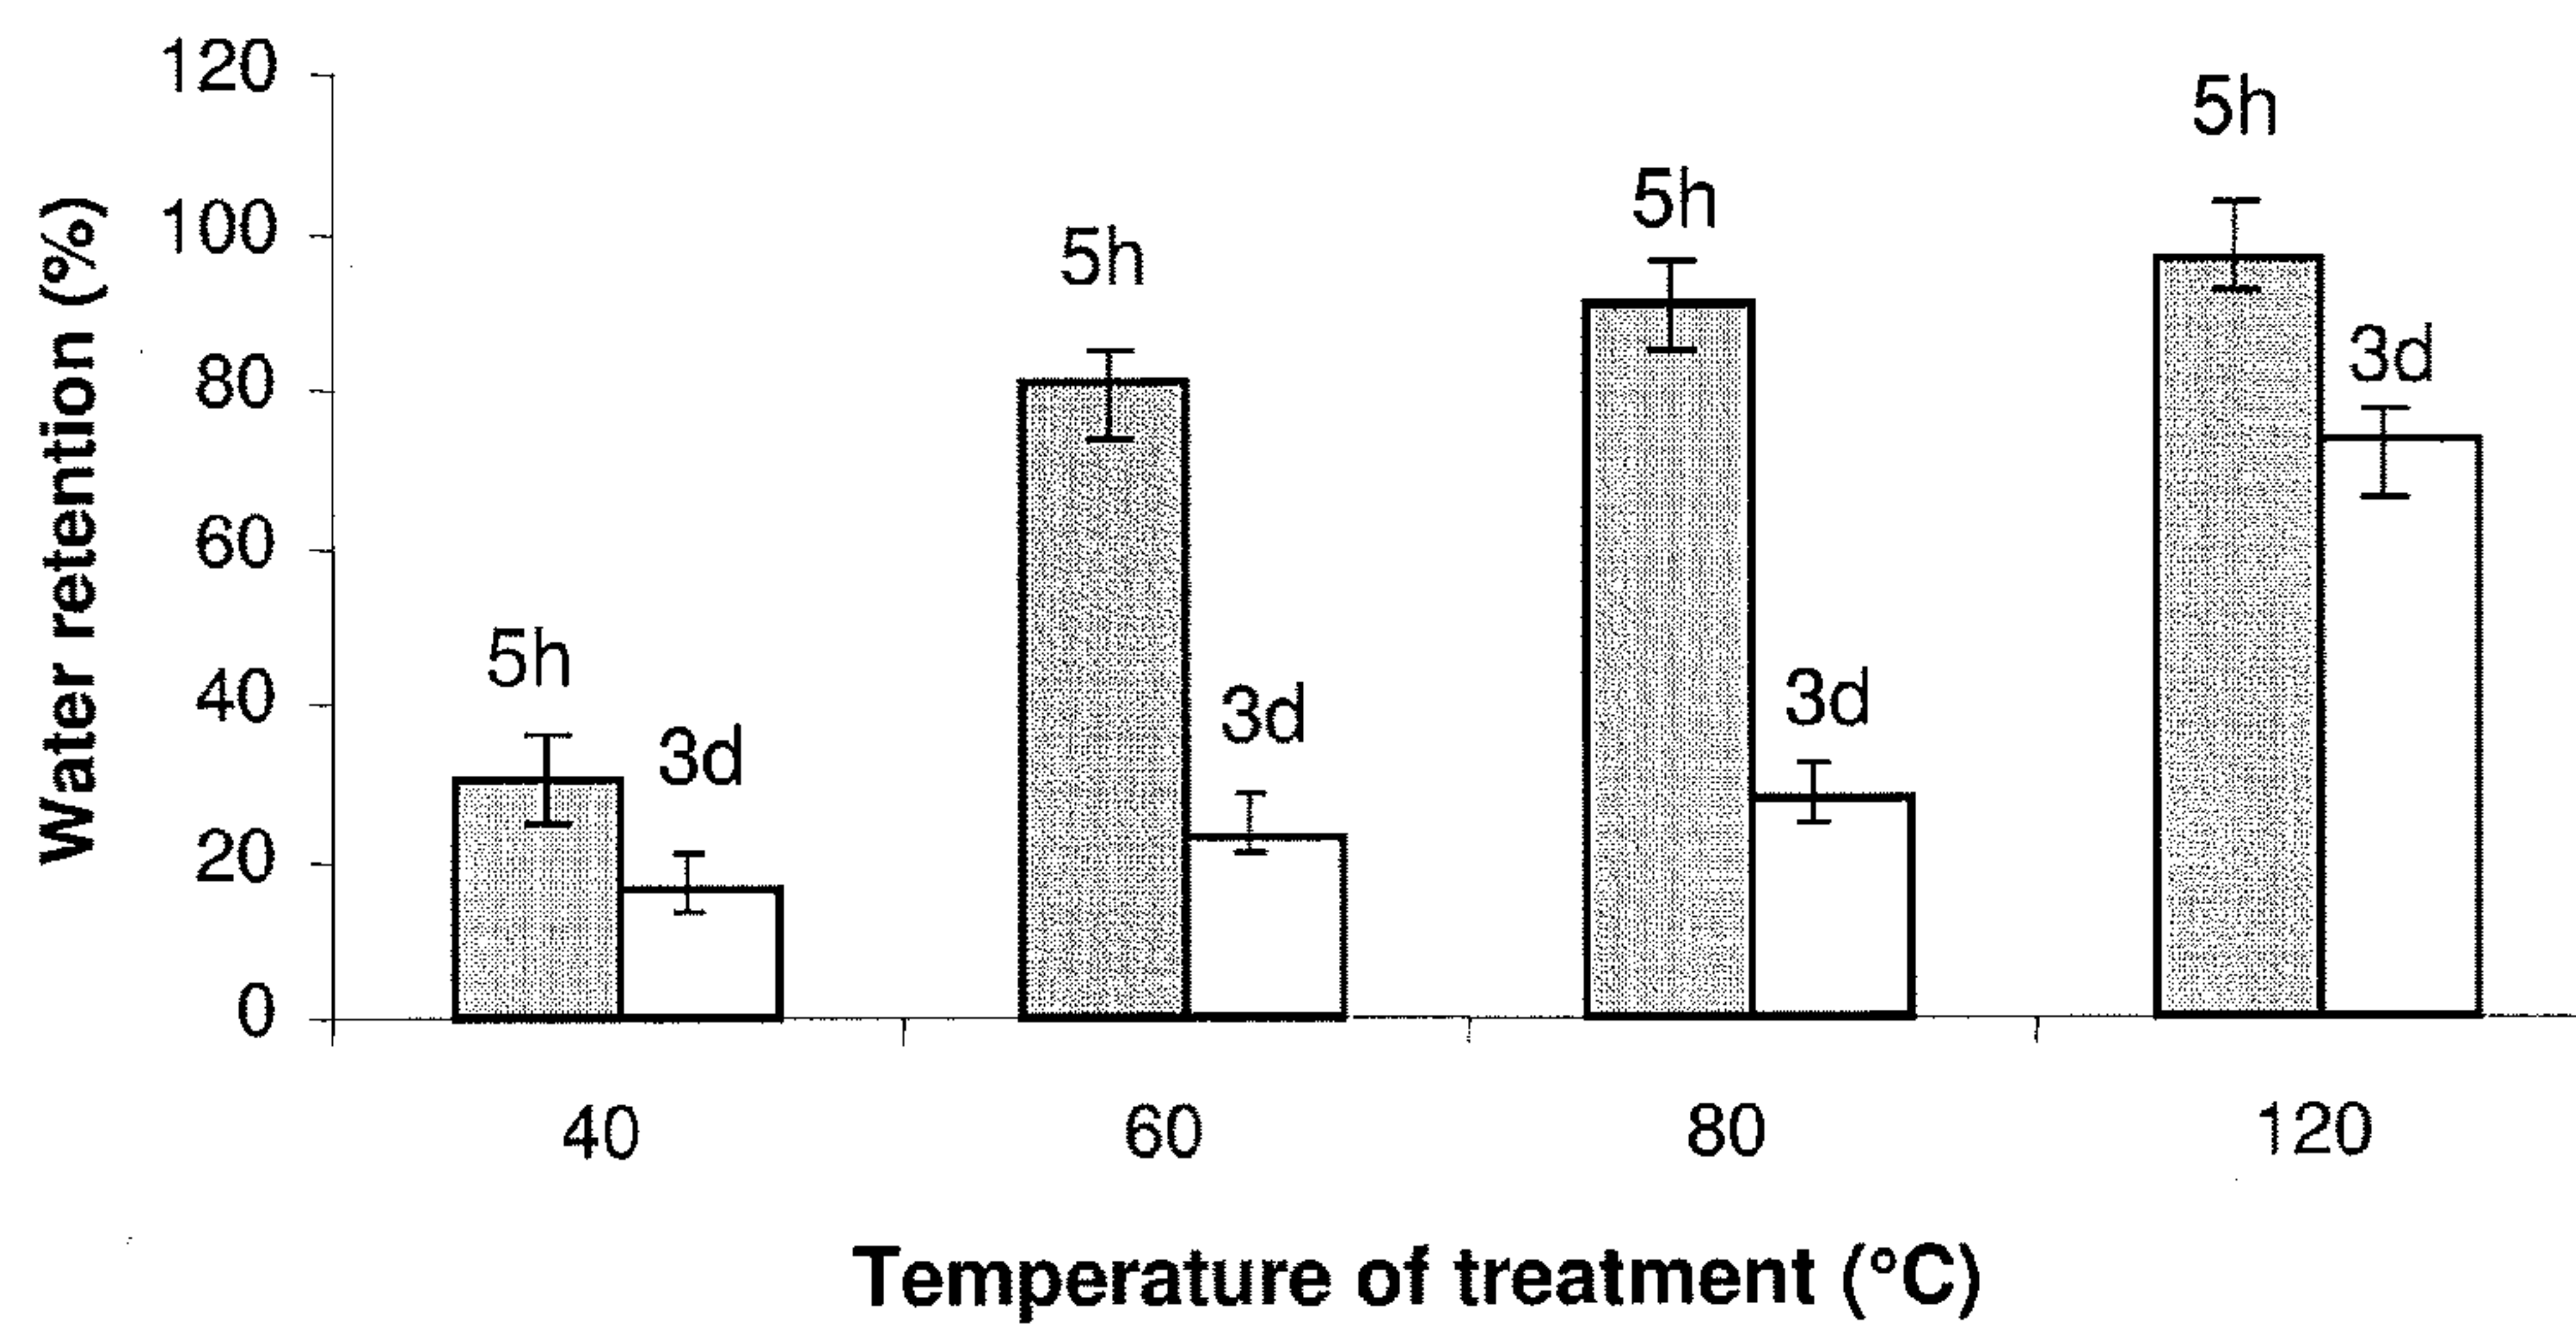 Water retention (%)
120
100
80
60
40
20
0
5h
3d
5h
3d
5h
3d
5h
3d
40
60
80
120
Temperature of treatment (°C)